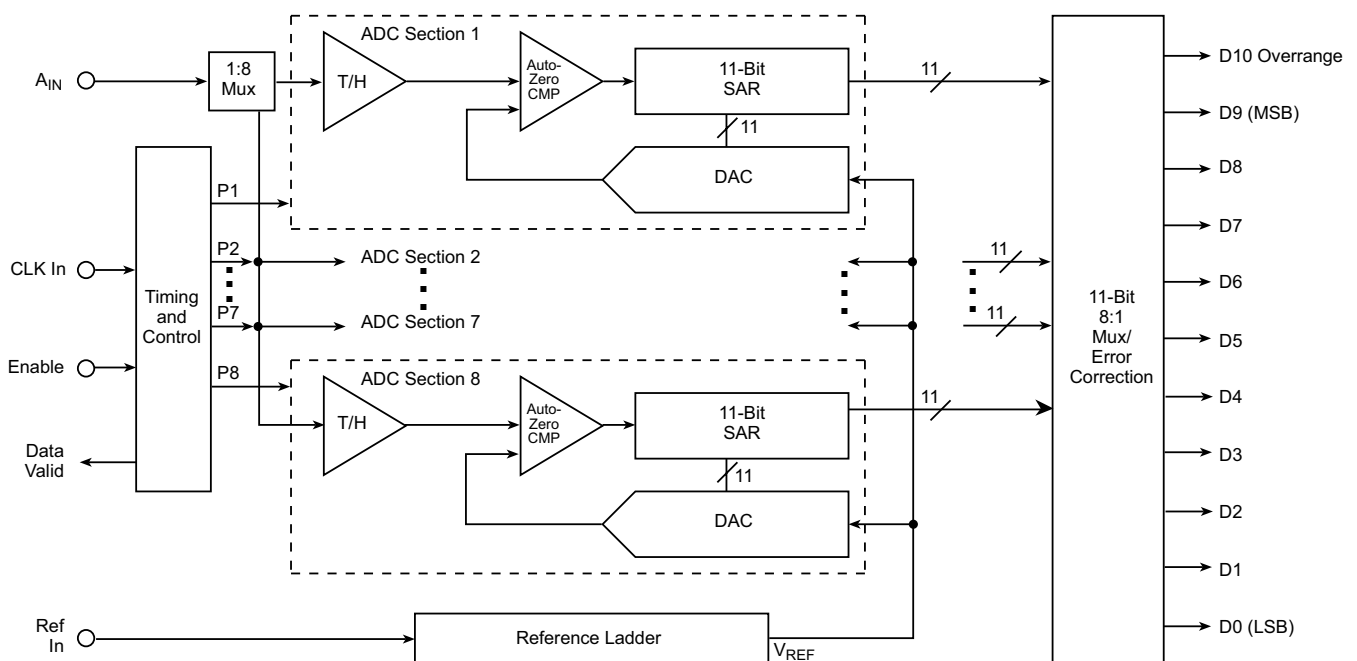 ADC Section 1
D10 Overrange
A_IN
1:8
Mux
T/H
Auto-
Zero
CMP
11-Bit
SAR
11
D9 (MSB)
11
DAC
D8
P1
D7
CLK In
P2
ADC Section 2
11
D6
Timing
and
Control
11-Bit
8:1
Mux/
Error
Correction
P7
ADC Section 7
11
D5
Enable
P8
ADC Section 8
D4
T/H
Auto-
Zero
CMP
11-Bit
SAR
11
Data
Valid
D3
11
DAC
D2
D1
Ref
In
Reference Ladder
V_REF
D0 (LSB)